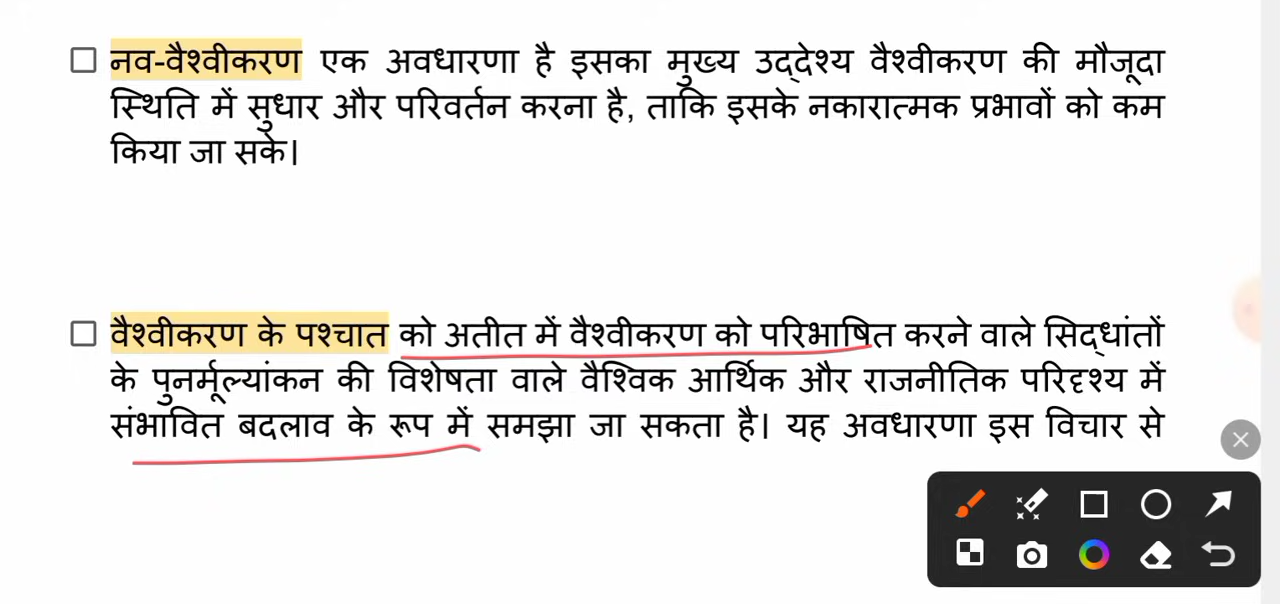 नव-वैश्वीकरण एक अवधारणा है इसका मुख्य उद्देश्य वैश्वीकरण की मौजूदा
स्थिति में सुधार और परिवर्तन करना है, ताकि इसके नकारात्मक प्रभावों को कम
किया जा सके।
वैश्वीकरण के पश्चात को अतीत में वैश्वीकरण को परिभाषित करने वाले सिद्धांतों
के पुनर्मूल्यांकन की विशेषता वाले वैश्विक आर्थिक और राजनीतिक परिदृश्य में
संभावित बदलाव के रूप में समझा जा सकता है। यह अवधारणा इस विचार से